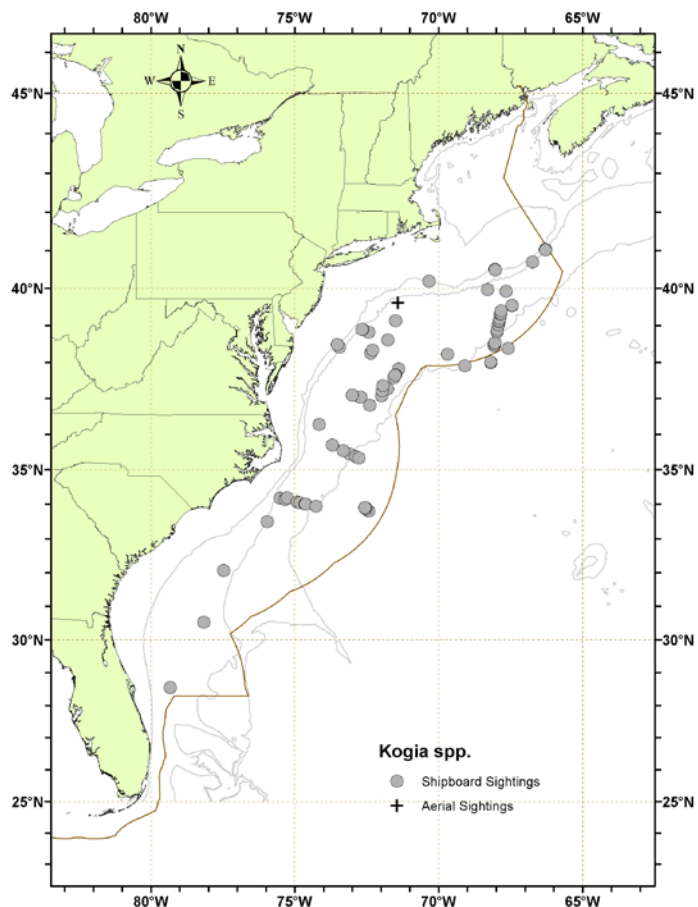 80°W 75°W 70°W 65°W
N
W E
S
45°N 45°N
40°N 40°N
35°N 35°N
30°N 30°N
Kogia spp.
Shipboard Sightings
25°N Aerial Sightings 25°N
80°W 75°W 70°W 65°W